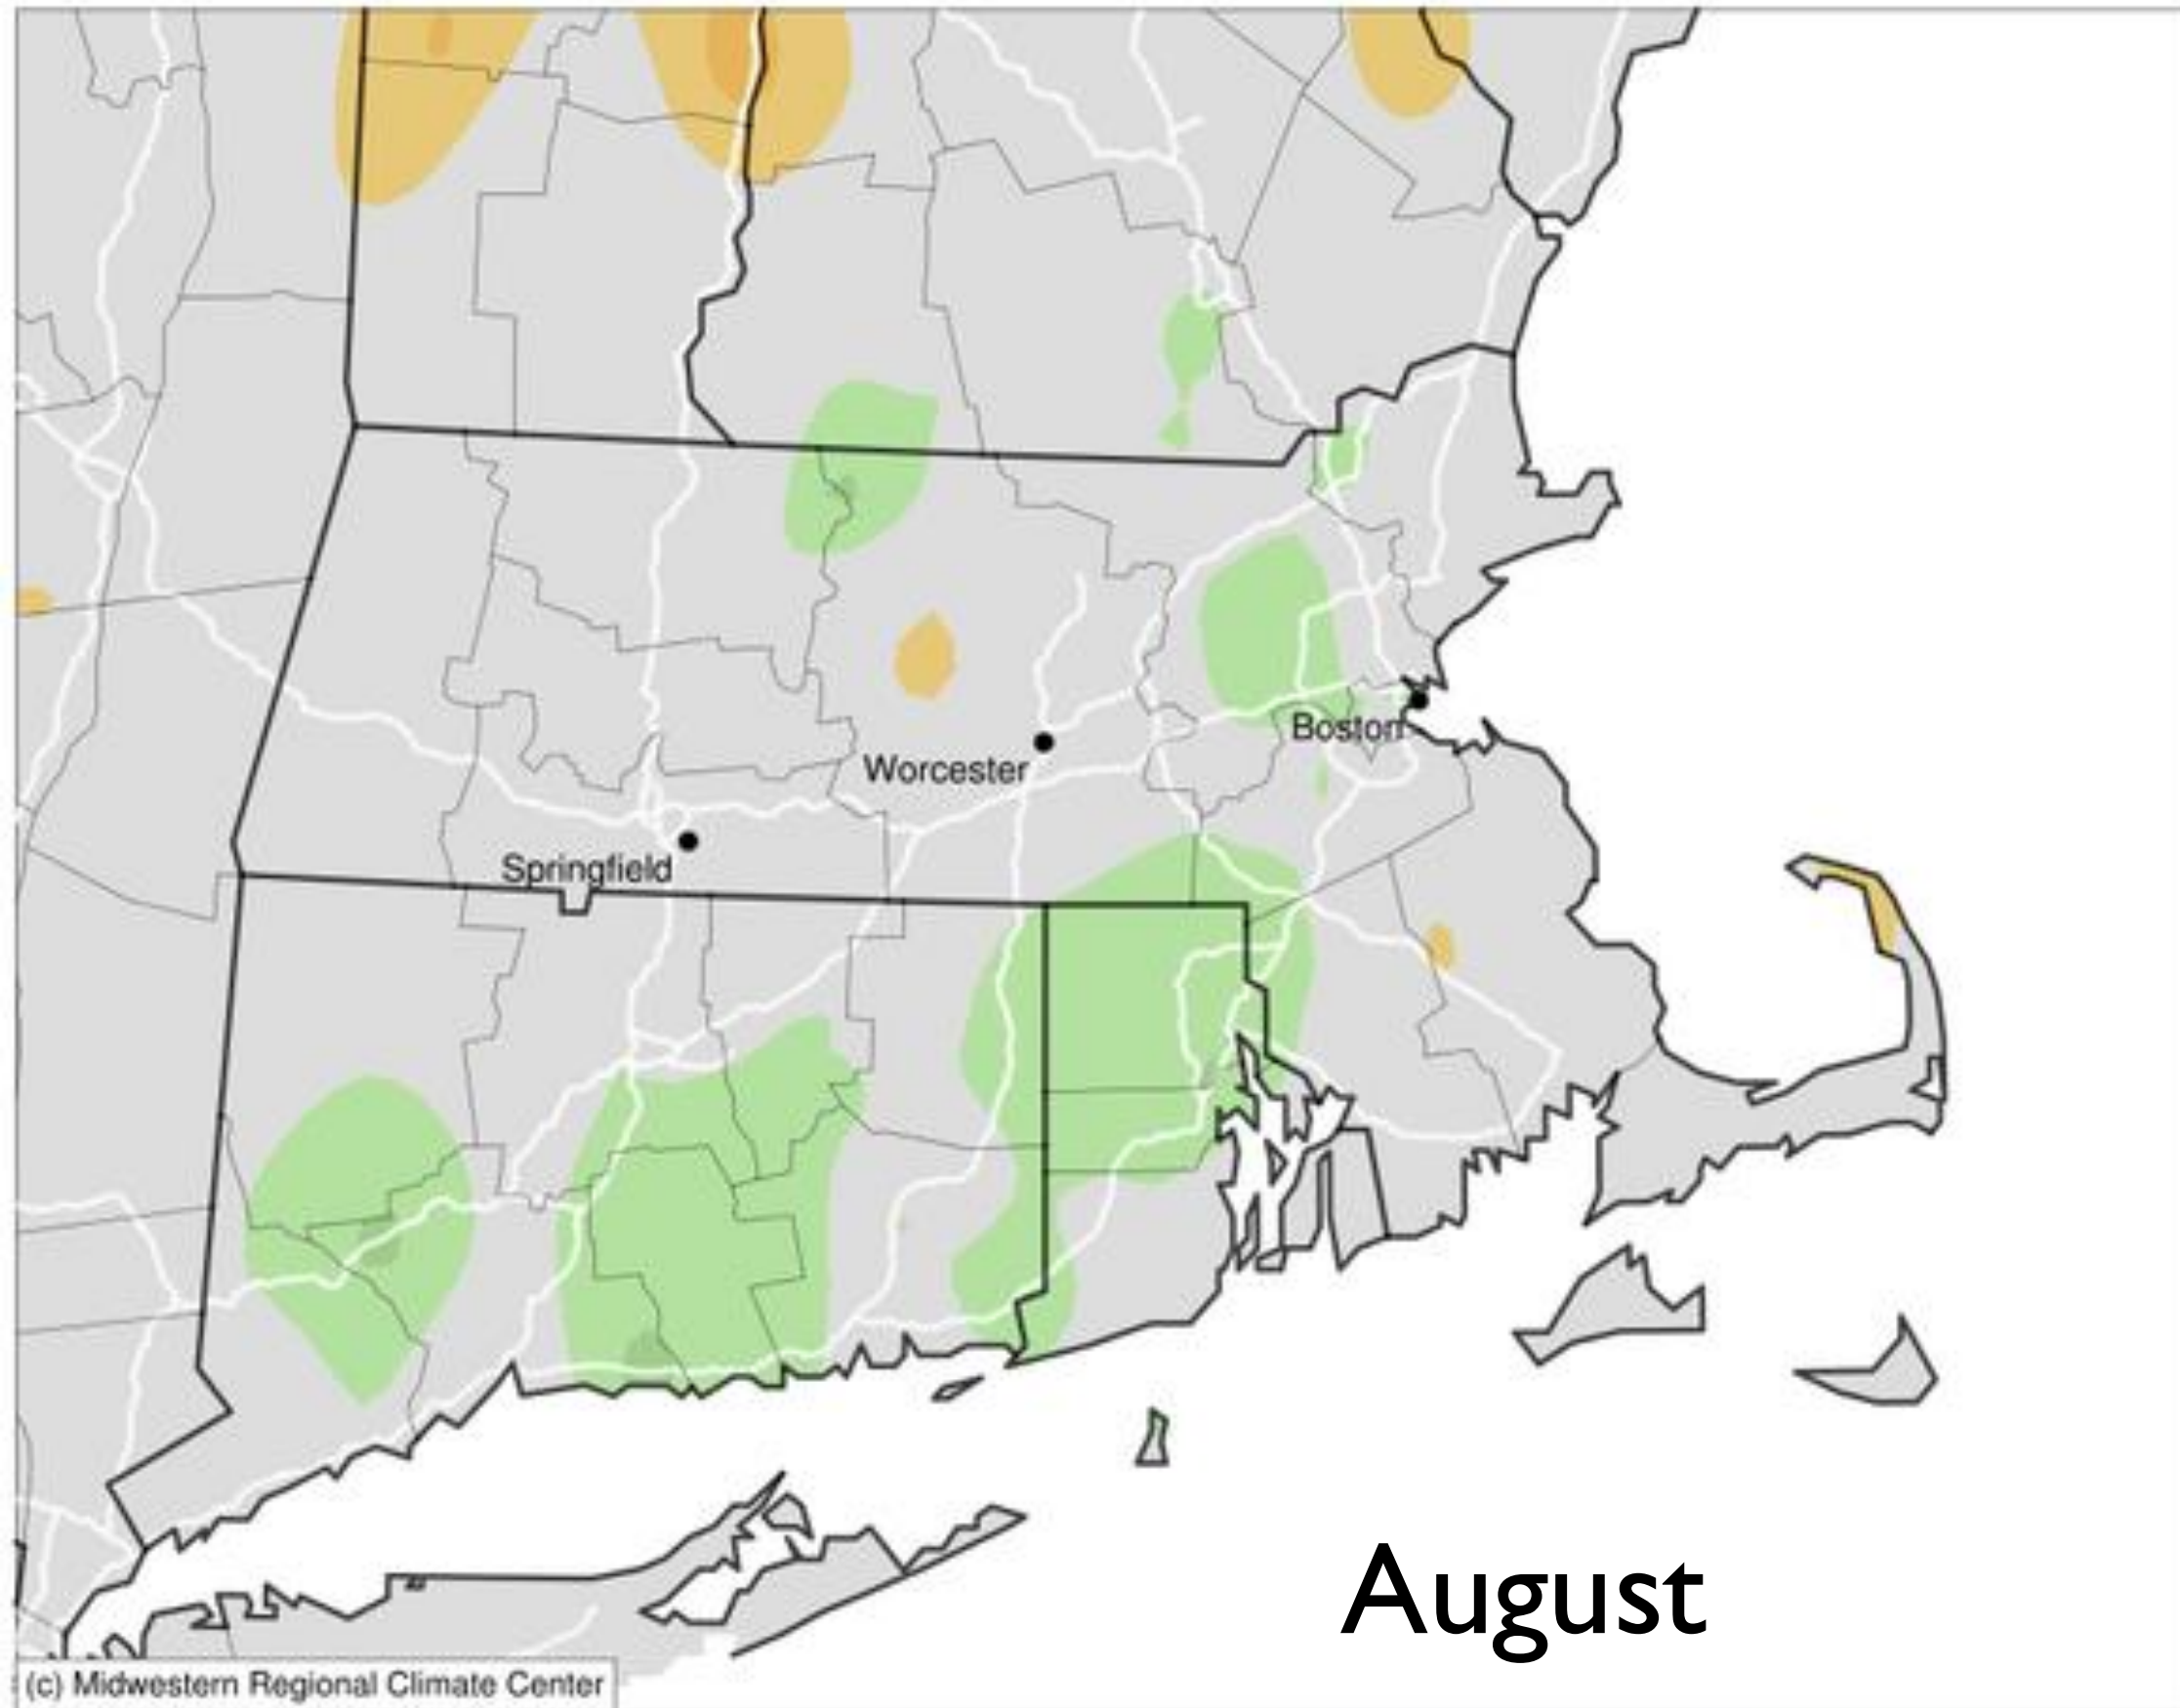 Boston
Worcester
Springfield
August
(c) Midwestern Regional Climate Center